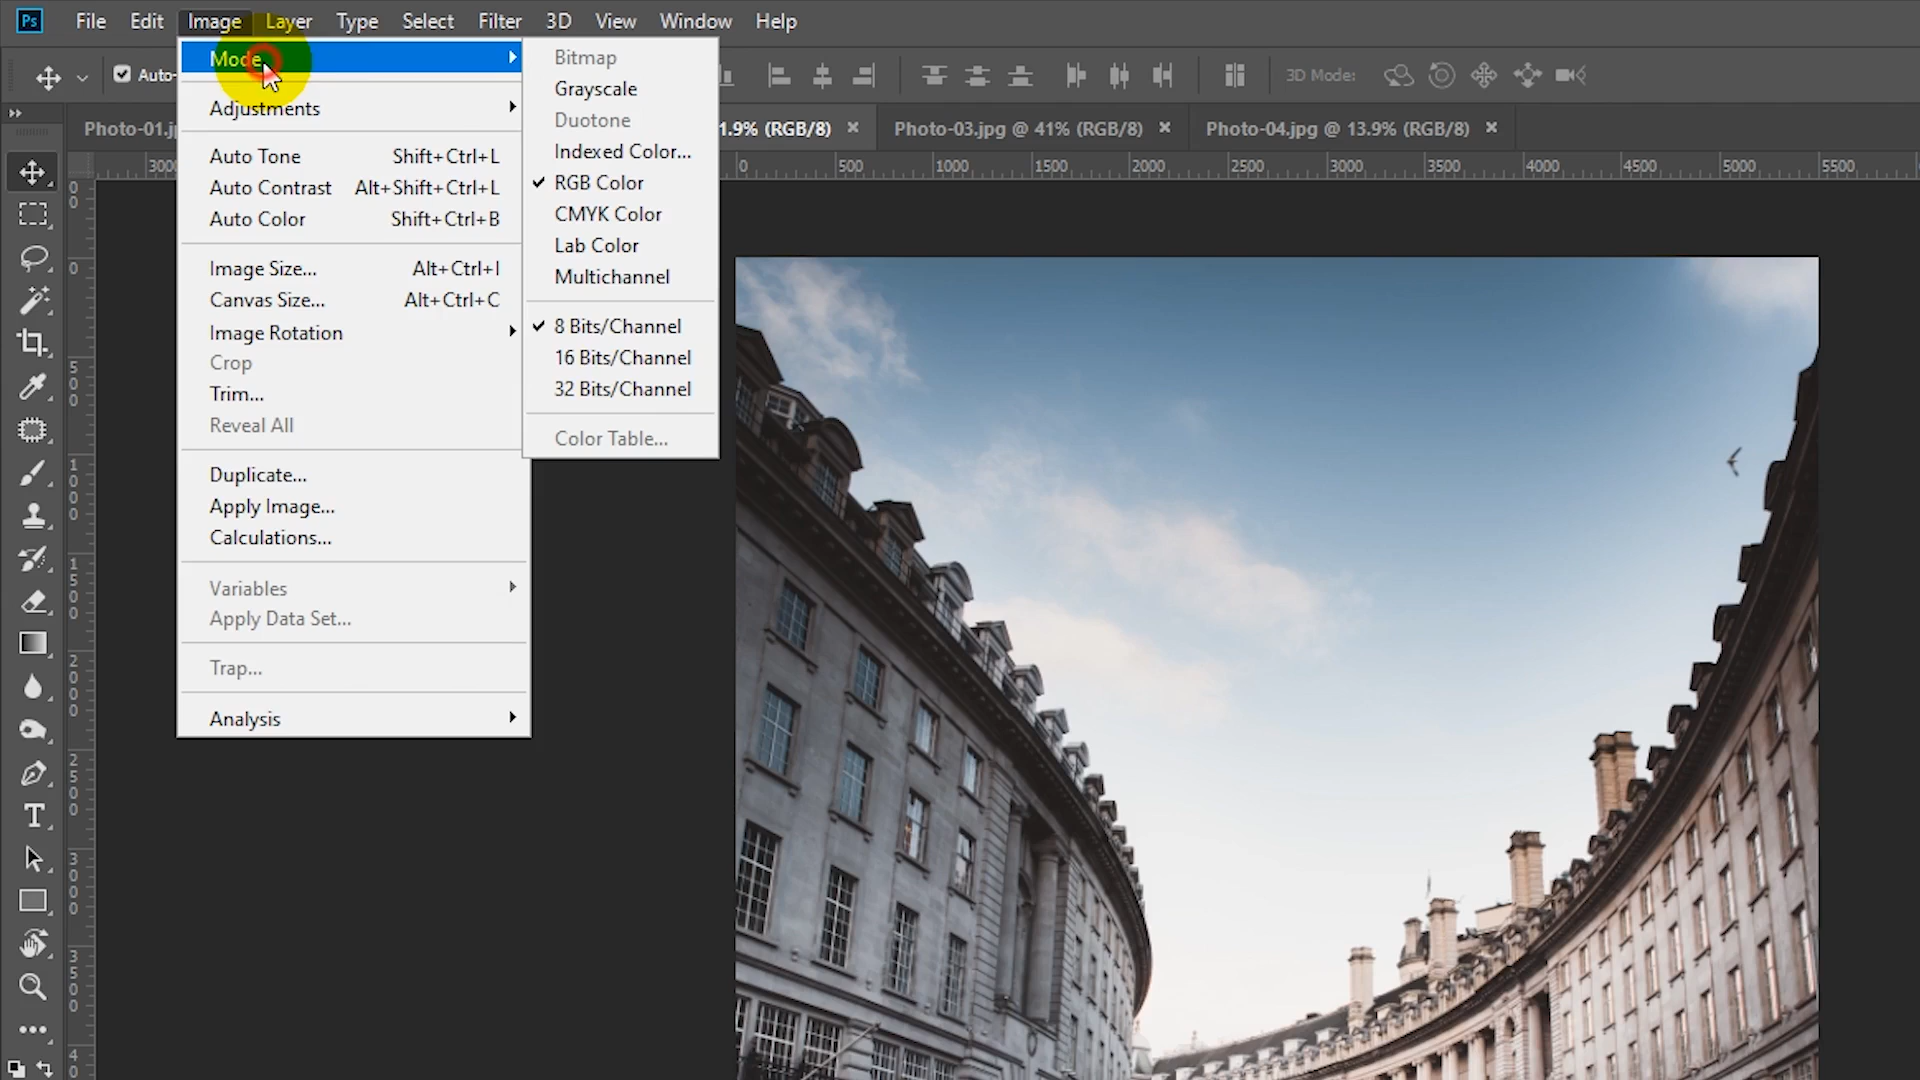 Ps File Edit Image Layer Type Select Filter 3D View Window Help
Auto- 3D Mode:
Photo-01.j 1.9% (RGB/8) × Photo-03.jpg @ 41% (RGB/8) × Photo-04.jpg @ 13.9% (RGB/8) ×
3000 0 500 1000 1500 2000 2500 3000 3500 4000 4500 5000 5500
0
0
0
500
1000
1500
2000
2500
3000
3500
40
Mode
Adjustments
Auto Tone Shift+Ctrl+L
Auto Contrast Alt+Shift+Ctrl+L
Auto Color Shift+Ctrl+B
Image Size... Alt+Ctrl+I
Canvas Size... Alt+Ctrl+C
Image Rotation
Crop
Trim...
Reveal All
Duplicate...
Apply Image...
Calculations...
Variables
Apply Data Set...
Trap...
Analysis
Bitmap
Grayscale
Duotone
Indexed Color...
RGB Color
CMYK Color
Lab Color
Multichannel
8 Bits/Channel
16 Bits/Channel
32 Bits/Channel
Color Table...